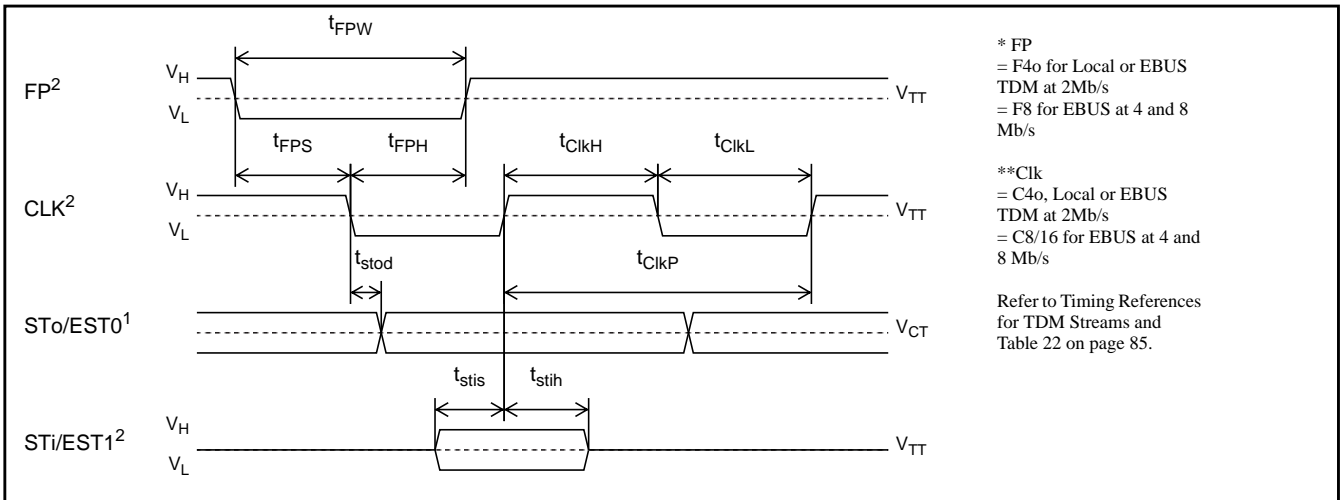 tFPW
VH
FP2
VTT
VL
tFPS
tFPH
tClkH
tClkL
VH
CLK2
VTT
VL
tstod
tClkP
STo/EST01
VCT
tstis
tstih
VH
STi/EST12
VTT
VL
* FP
= F4o for Local or EBUS
TDM at 2Mb/s
= F8 for EBUS at 4 and 8
Mb/s
**Clk
= C4o, Local or EBUS
TDM at 2Mb/s
= C8/16 for EBUS at 4 and
8 Mb/s
Refer to Timing References
for TDM Streams and
Table 22 on page 85.